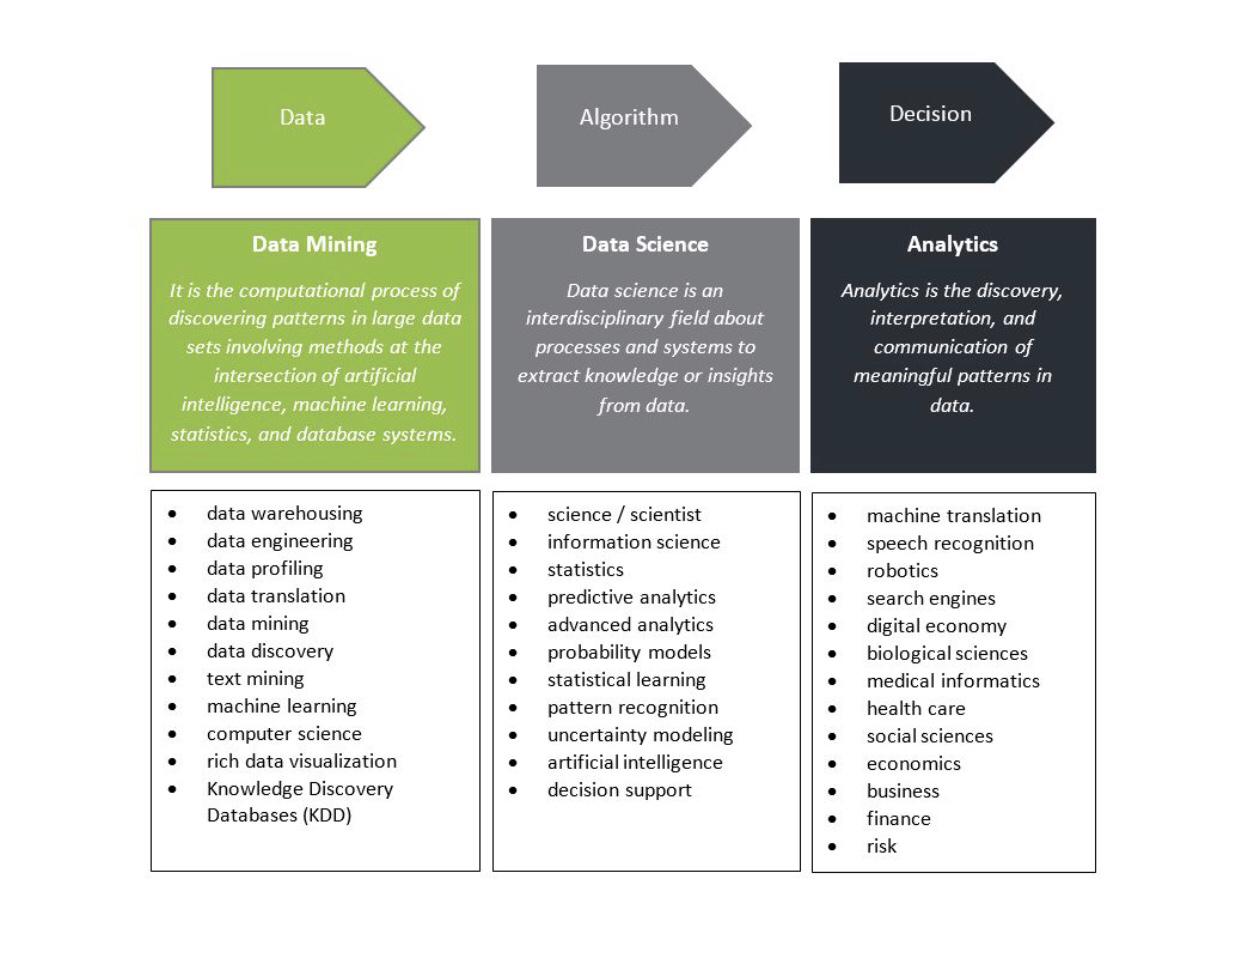 Data
Algorithm
Decision
Data Mining
It is the computational process of
discovering patterns in large data
sets involving methods at the
intersection of artificial
intelligence, machine learning,
statistics, and database systems.
Data Science
Data science is an
interdisciplinary field about
processes and systems to
extract knowledge or insights
from data.
Analytics
Analytics is the discovery,
interpretation, and
communication of
meaningful patterns in
data.
• data warehousing
• data engineering
• data profiling
• data translation
• data mining
• data discovery
• text mining
• machine learning
• computer science
• rich data visualization
• Knowledge Discovery
Databases (KDD)
• science / scientist
• information science
• statistics
• predictive analytics
• advanced analytics
• probability models
• statistical learning
• pattern recognition
• uncertainty modeling
• artificial intelligence
• decision support
• machine translation
• speech recognition
• robotics
• search engines
• digital economy
• biological sciences
• medical informatics
• health care
• social sciences
• economics
• business
• finance
• risk